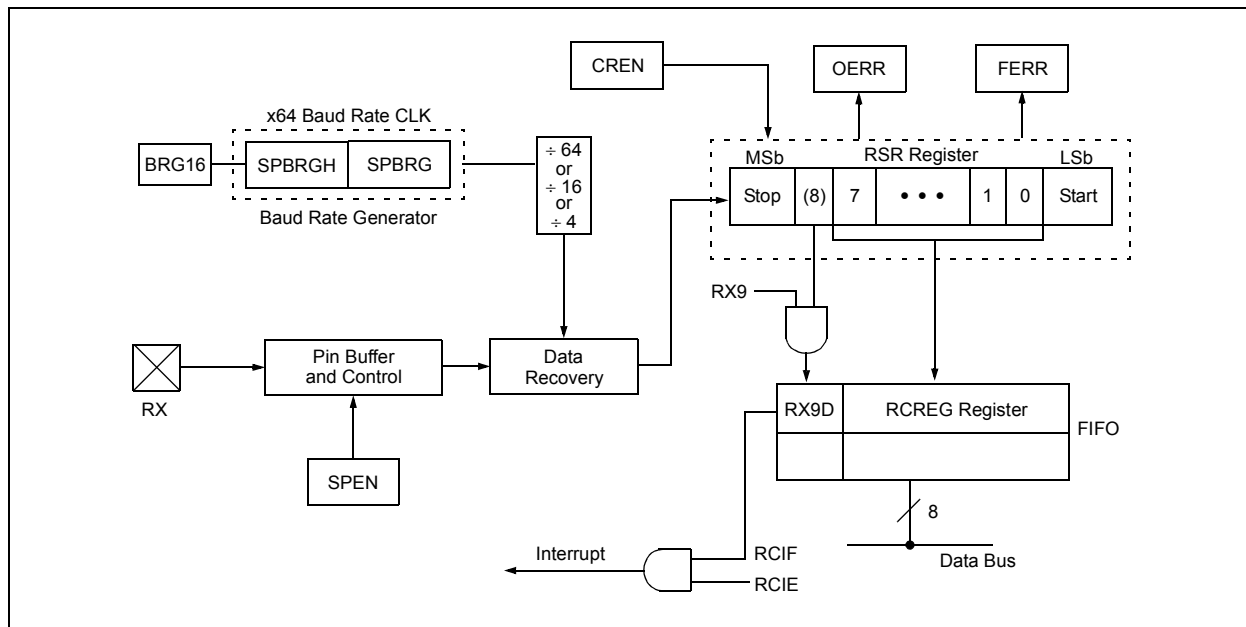 CREN
OERR
FERR
x64 Baud Rate CLK
BRG16
SPBRGH
SPBRG
Baud Rate Generator
÷ 64
or
÷ 16
or
÷ 4
MSb
RSR Register
LSb
Stop
(8)
7
• • •
1
0
Start
RX9
Pin Buffer
and Control
Data
Recovery
RX
SPEN
RX9D
RCREG Register
FIFO
8
Data Bus
Interrupt
RCIF
RCIE